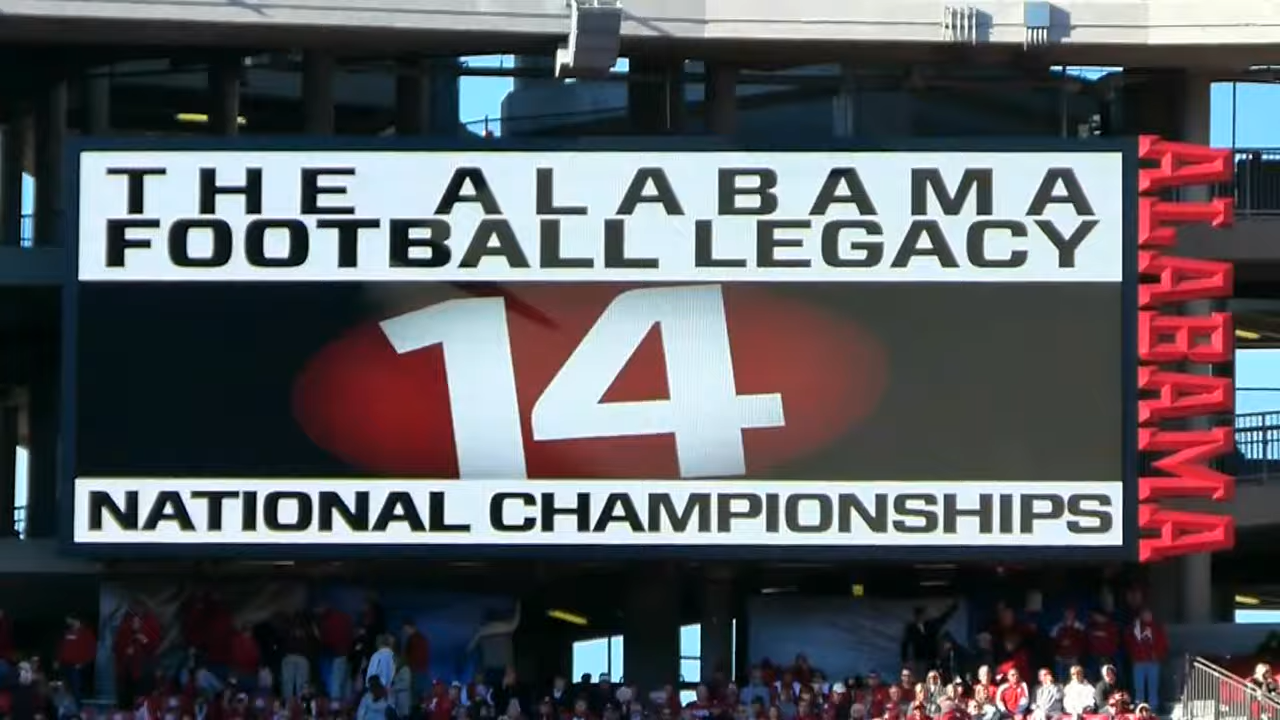 THE ALABAMA
FOOTBALL LEGACY
14
NATIONAL CHAMPIONSHIPS
ALABAMA